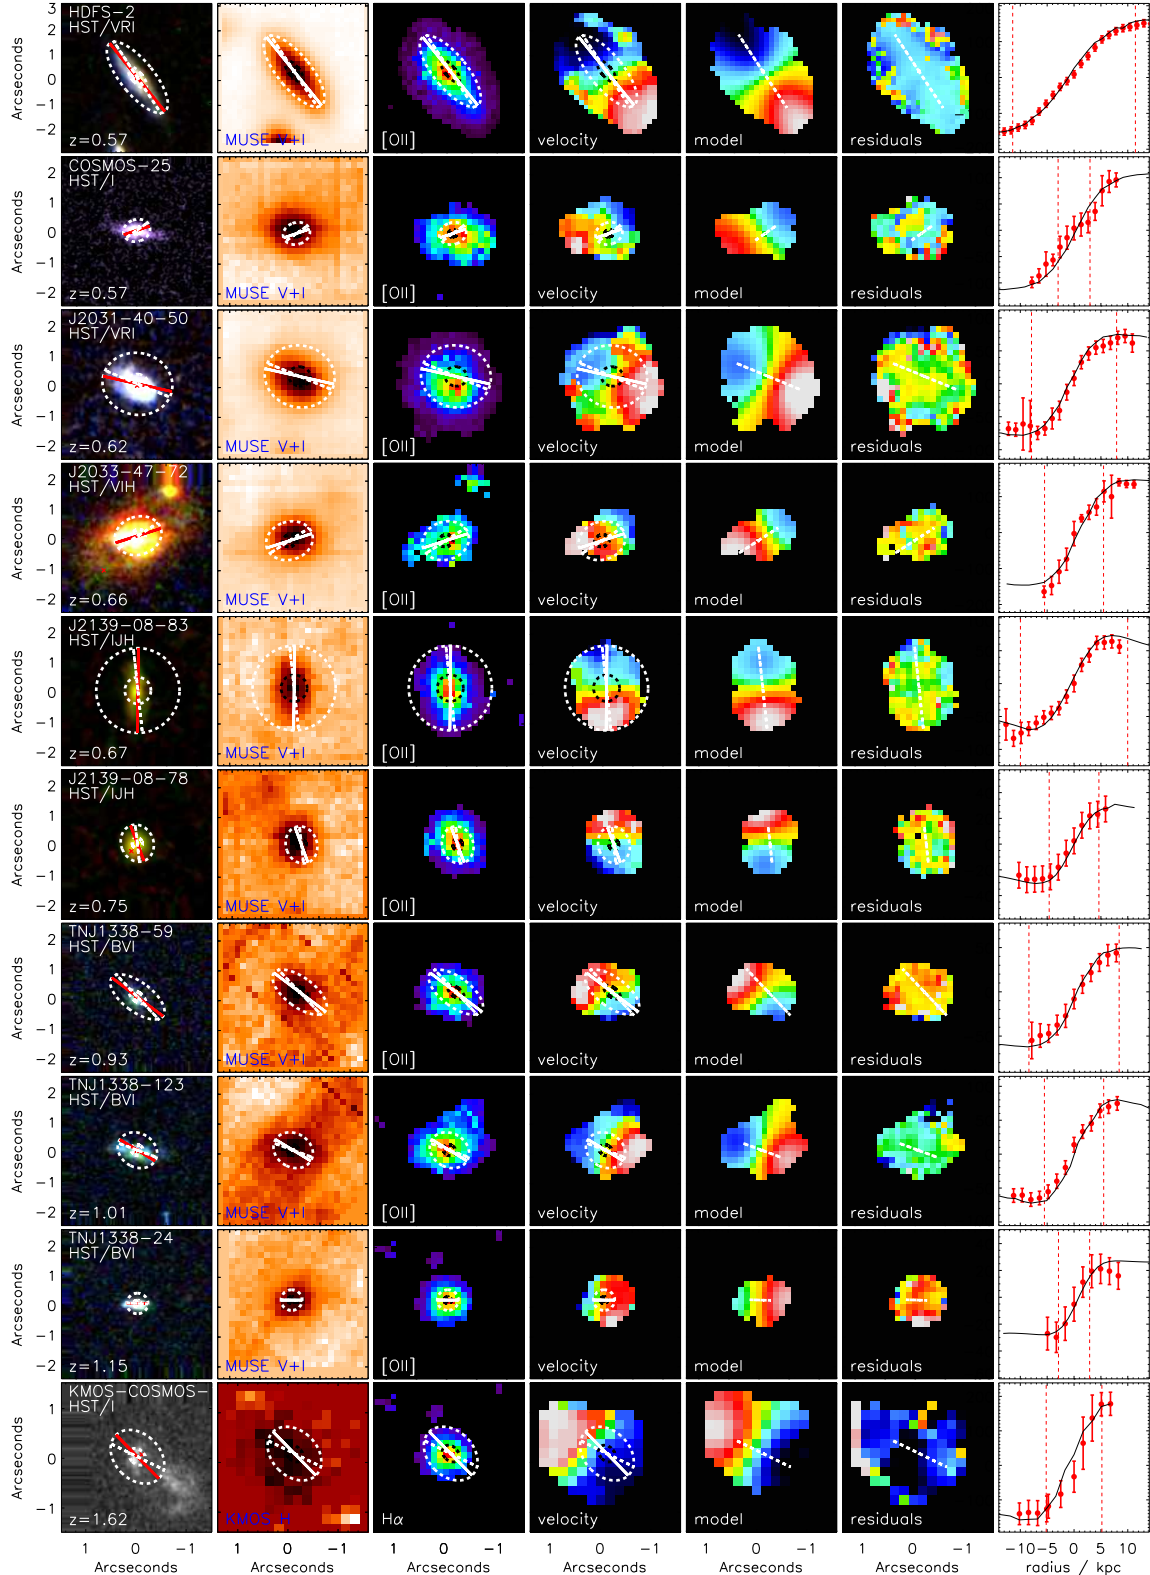 HDFS-2
HST/VRI
z=0.57
MUSE V+I
[OII]
velocity
model
residuals
Arcseconds
3
2
1
0
-1
-2
COSMOS-25
HST/I
z=0.57
MUSE V+I
[OII]
velocity
model
residuals
Arcseconds
2
1
0
-1
-2
J2031-40-50
HST/VRI
z=0.62
MUSE V+I
[OII]
velocity
model
residuals
Arcseconds
2
1
0
-1
-2
J2033-47-72
HST/VIH
z=0.66
MUSE V+I
[OII]
velocity
model
residuals
Arcseconds
2
1
0
-1
-2
J2139-08-83
HST/IJH
z=0.67
MUSE V+I
[OII]
velocity
model
residuals
Arcseconds
2
1
0
-1
-2
J2139-08-78
HST/IJH
z=0.75
MUSE V+I
[OII]
velocity
model
residuals
Arcseconds
2
1
0
-1
-2
TNJ1338-59
HST/BVI
z=0.93
MUSE V+I
[OII]
velocity
model
residuals
Arcseconds
2
1
0
-1
-2
TNJ1338-123
HST/BVI
z=1.01
MUSE V+I
[OII]
velocity
model
residuals
Arcseconds
2
1
0
-1
-2
TNJ1338-24
HST/BVI
z=1.15
MUSE V+I
[OII]
velocity
model
residuals
Arcseconds
2
1
0
-1
-2
KMOS-COSMOS-
HST/I
z=1.62
KMOS H
Hα
velocity
model
residuals
Arcseconds
1
0
-1
1 0 -1 1 0 -1 1 0 -1 1 0 -1 1 0 -1 1 0 -1 -10 -5 0 5 10
Arcseconds Arcseconds Arcseconds Arcseconds Arcseconds Arcseconds radius / kpc